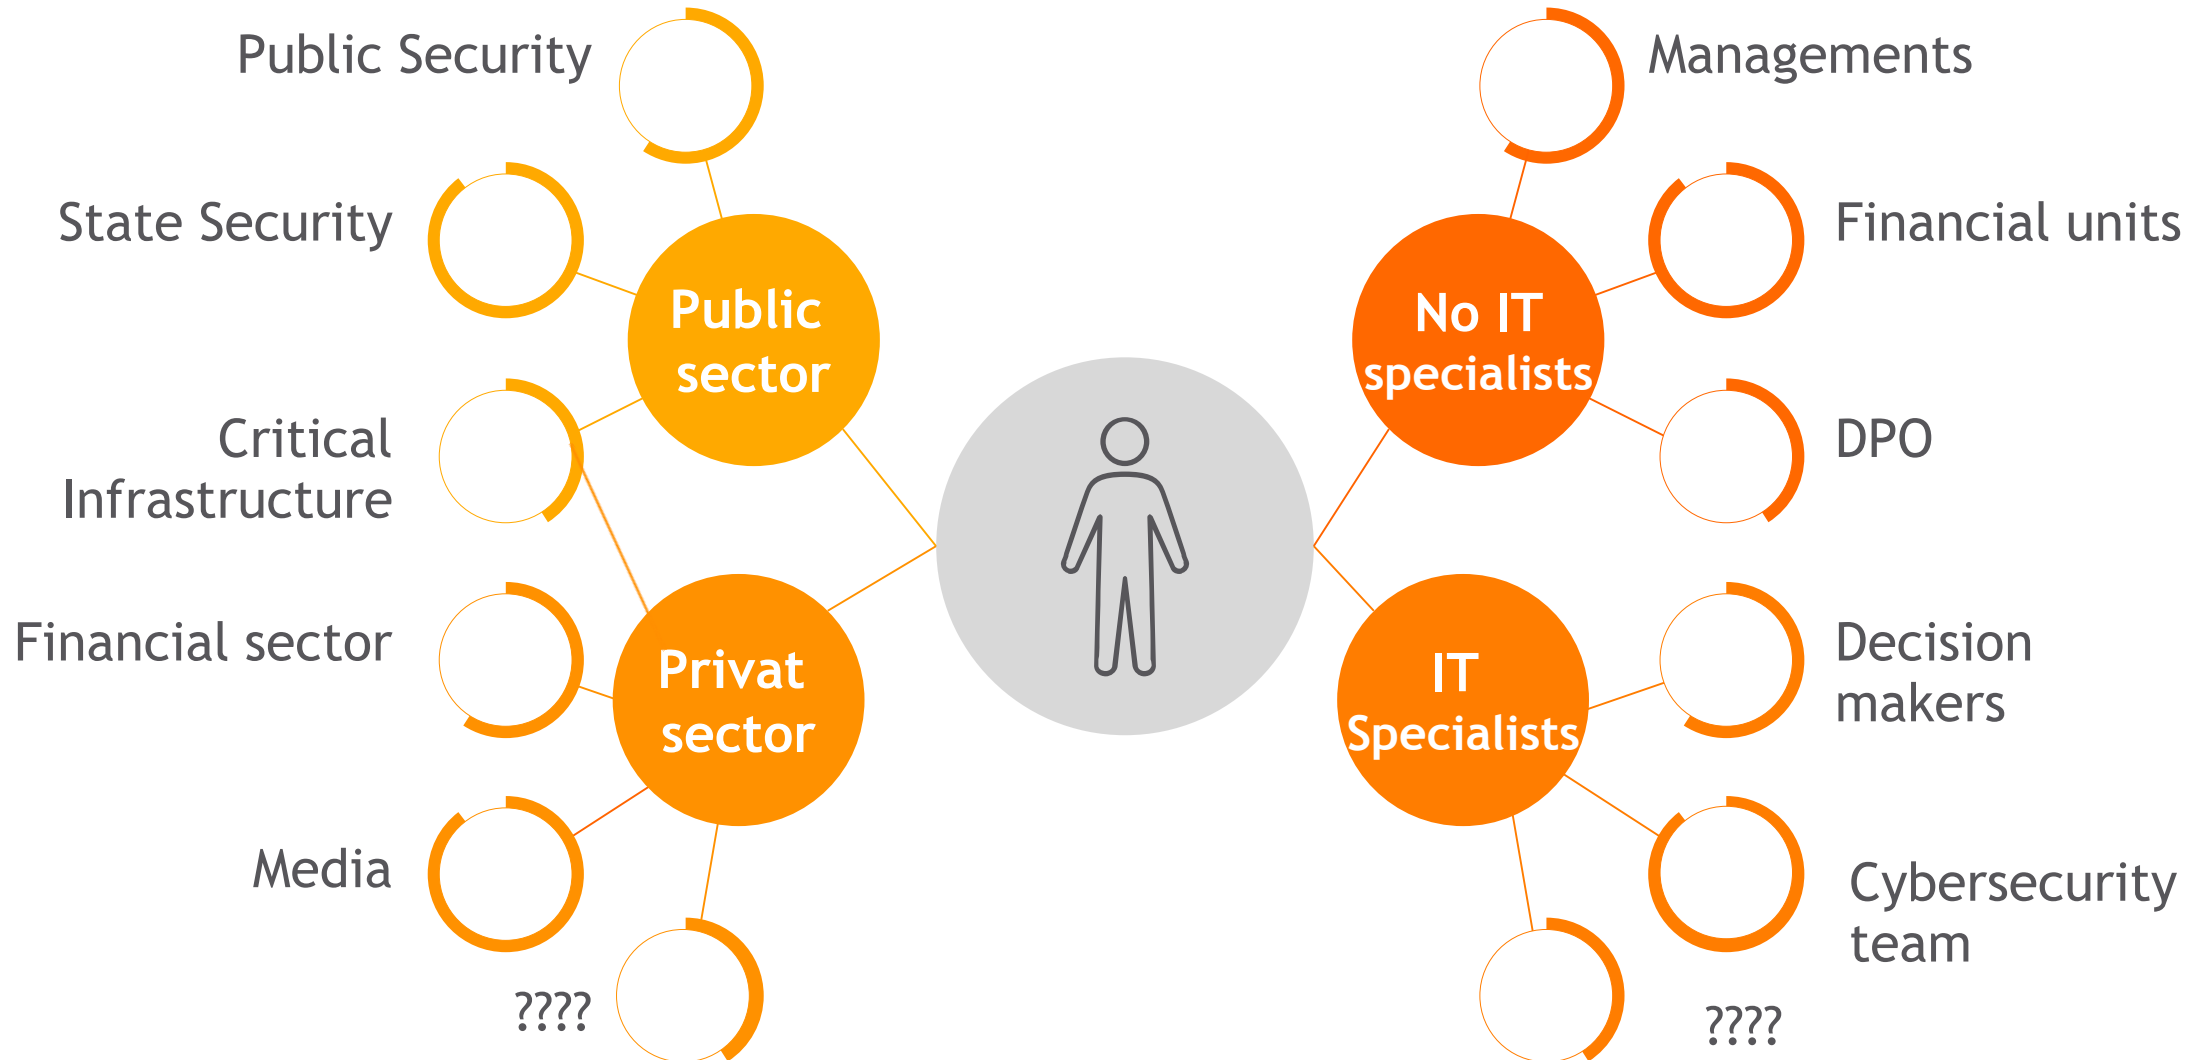 Public Security
State Security
Critical
Infrastructure
Financial sector
Media
????
Public
sector
Privat
sector
No IT
specialists
IT
Specialists
Managements
Financial units
DPO
Decision
makers
Cybersecurity
team
????